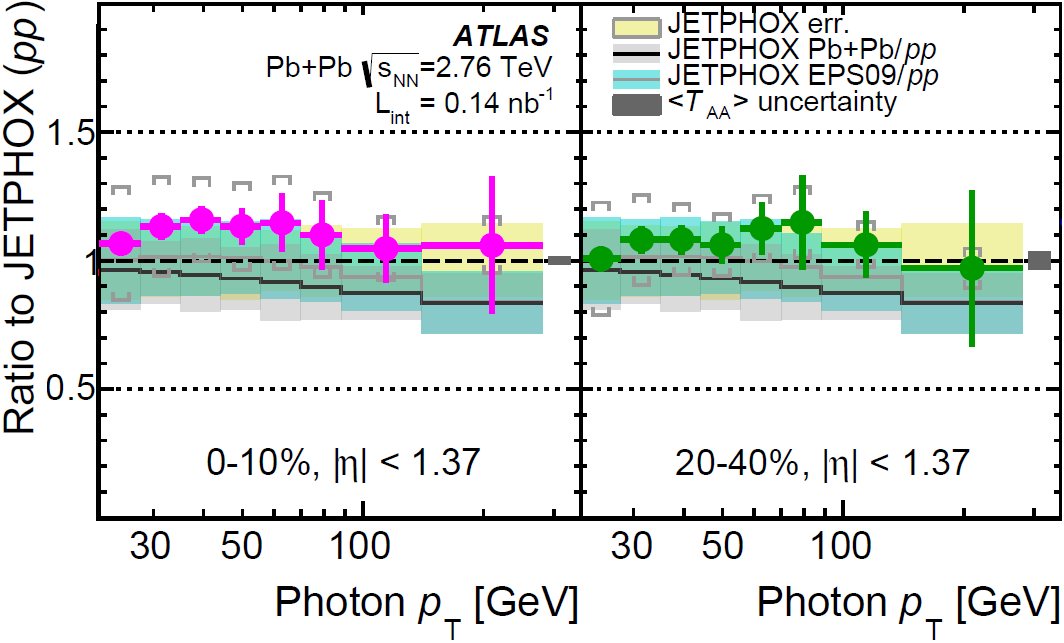 Ratio to JETPHOX (pp)
1.5
1
0.5
ATLAS
Pb+Pb √sNN=2.76 TeV
Lint = 0.14 nb-1
0-10%, |η| < 1.37
30 50 100
Photon pT [GeV]
JETPHOX err.
JETPHOX Pb+Pb/pp
JETPHOX EPS09/pp
<TAA> uncertainty
20-40%, |η| < 1.37
30 50 100
Photon pT [GeV]